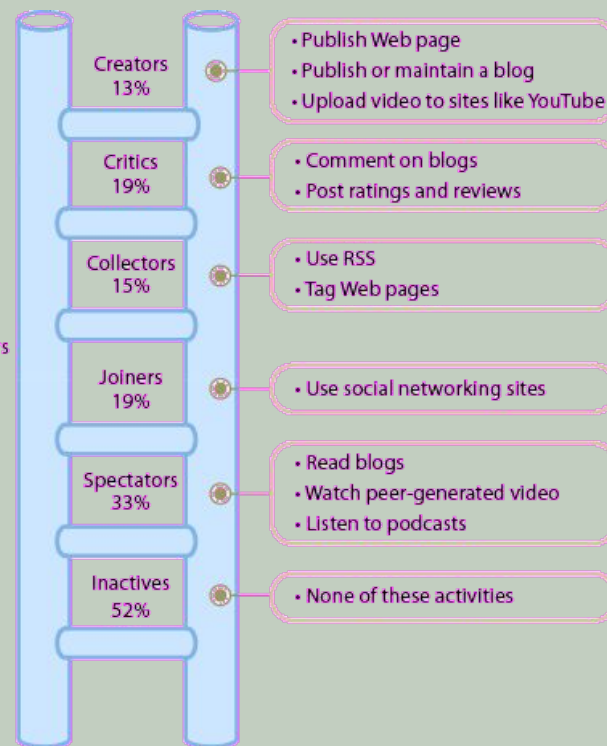 Creators
13%
• Publish Web page
• Publish or maintain a blog
• Upload video to sites like YouTube
Critics
19%
• Comment on blogs
• Post ratings and reviews
Collectors
15%
• Use RSS
• Tag Web pages
Joiners
19%
• Use social networking sites
Spectators
33%
• Read blogs
• Watch peer-generated video
• Listen to podcasts
Inactives
52%
• None of these activities